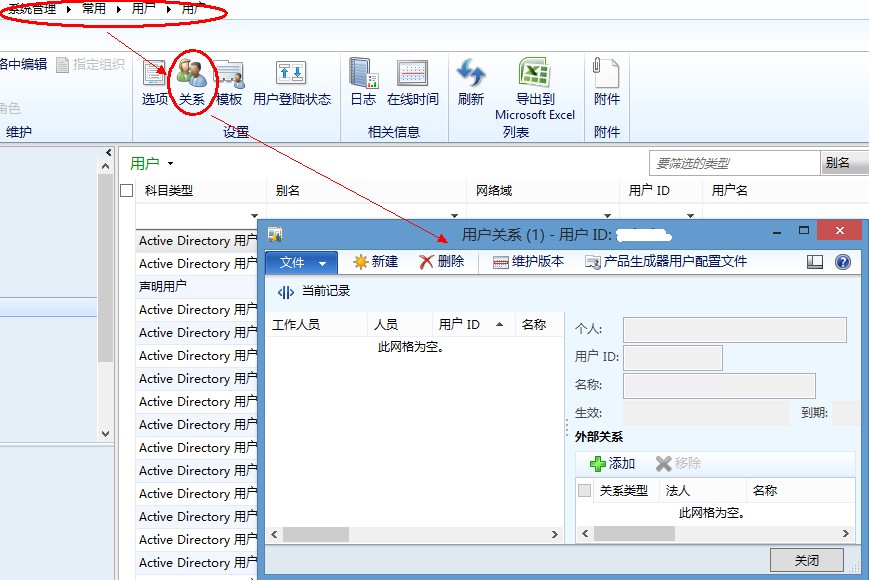 系统管理 ▸ 常用 ▸ 用户 ▸ 用户
格中编辑 指定组织
角色
维护
选项 关系 模板 用户登陆状态
设置
日志 在线时间
相关信息
刷新 导出到 Microsoft Excel
列表
附件
附件
用户
要筛选的类型 别名
科目类型 别名 网络域 用户 ID 用户名
Active Directory 用户
Active Directory 用户
声明用户
Active Directory 用户
Active Directory 用户
Active Directory 用户
Active Directory 用户
Active Directory 用户
Active Directory 用户
Active Directory 用户
Active Directory 用户
Active Directory 用户
Active Directory 用户
Active Directory 用户
Active Directory 用户
用户关系 (1) - 用户 ID:
文件 新建 删除 维护版本 产品生成器用户配置文件
当前记录
工作人员 人员 用户 ID 名称
此网格为空。
个人:
用户 ID:
名称:
生效: 到期:
外部关系
添加 移除
关系类型 法人 名称
此网格为空。
关闭